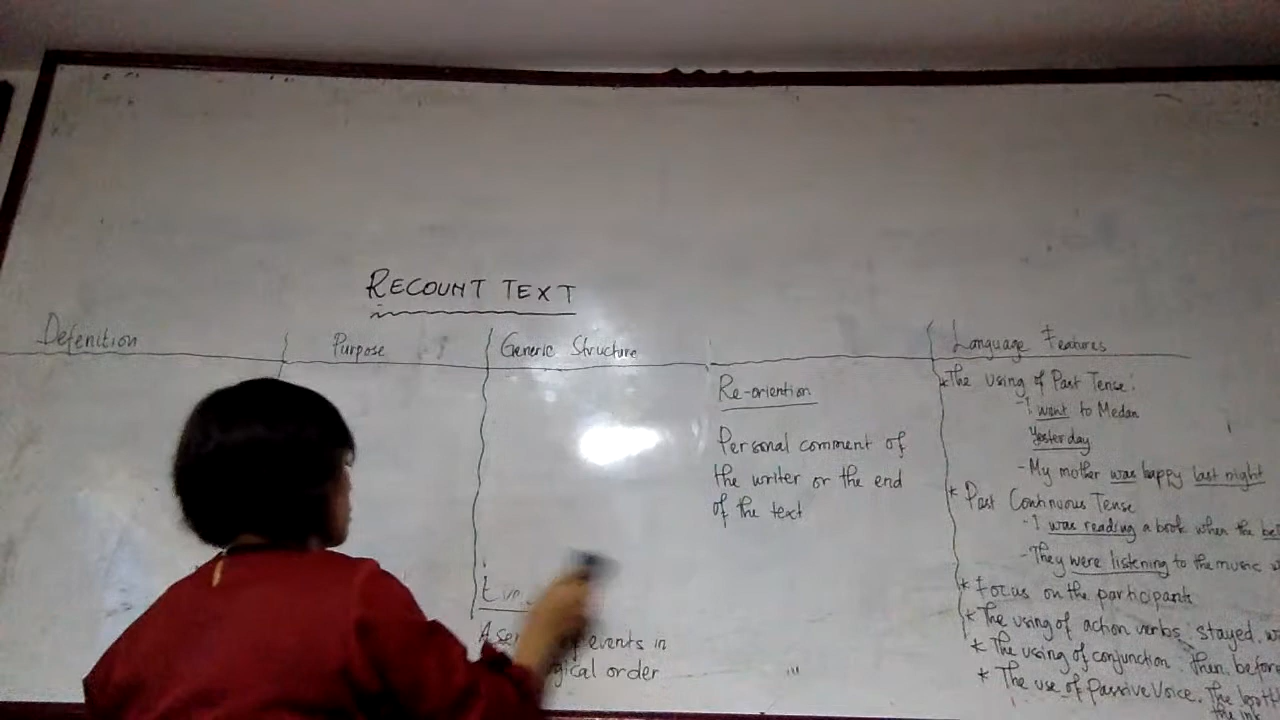 RECOUNT TEXT
Defenition
Purpose
Generic Structure
Language Features
A events in
order
Re-oriention
Personal comment of
the writer or the end
of the text
* The using of Past Tense:
- I went to Medan
yesterday
- My mother was happy last night
* Past Continuous Tense
- I was reading a book when the
- They were listening to the music
* Focus on the participants
* The using of action verbs, stayed,
* The using of conjunction Then, before
* The use of Passive Voice. The